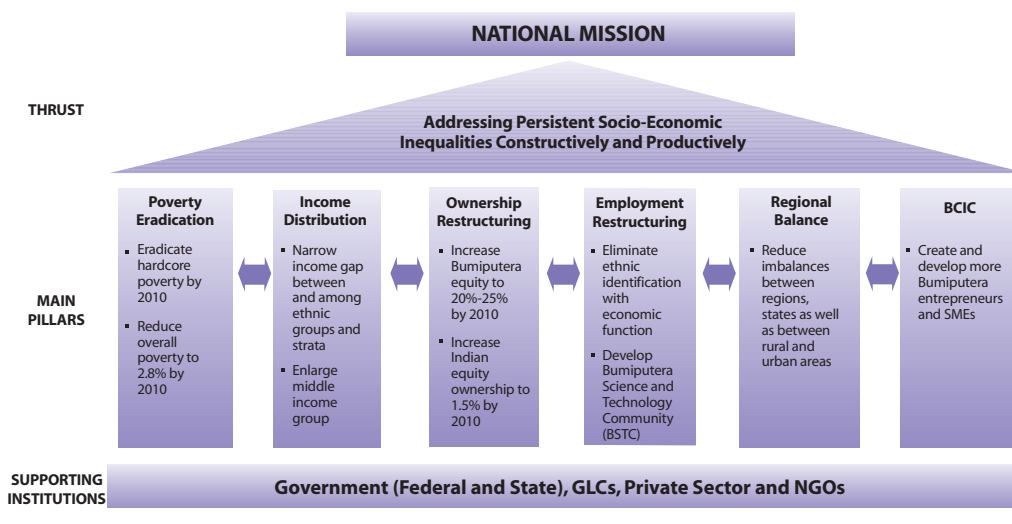 NATIONAL MISSION
THRUST
Addressing Persistent Socio-Economic
Inequalities Constructively and Productively
MAIN
PILLARS
Poverty
Eradication
▪ Eradicate
hardcore
poverty by
2010
▪ Reduce
overall
poverty to
2.8% by
2010
Income
Distribution
▪ Narrow
income gap
between
and among
ethnic
groups and
strata
▪ Enlarge
middle
income
group
Ownership
Restructuring
▪ Increase
Bumiputera
equity to
20%-25%
by 2010
▪ Increase
Indian
equity
ownership to
1.5% by
2010
Employment
Restructuring
▪ Eliminate
ethnic
identification
with
economic
function
▪ Develop
Bumiputera
Science and
Technology
Community
(BSTC)
Regional
Balance
▪ Reduce
imbalances
between
regions,
states as well
as between
rural and
urban areas
BCIC
▪ Create and
develop more
Bumiputera
entrepreneurs
and SMEs
SUPPORTING
INSTITUTIONS
Government (Federal and State), GLCs, Private Sector and NGOs